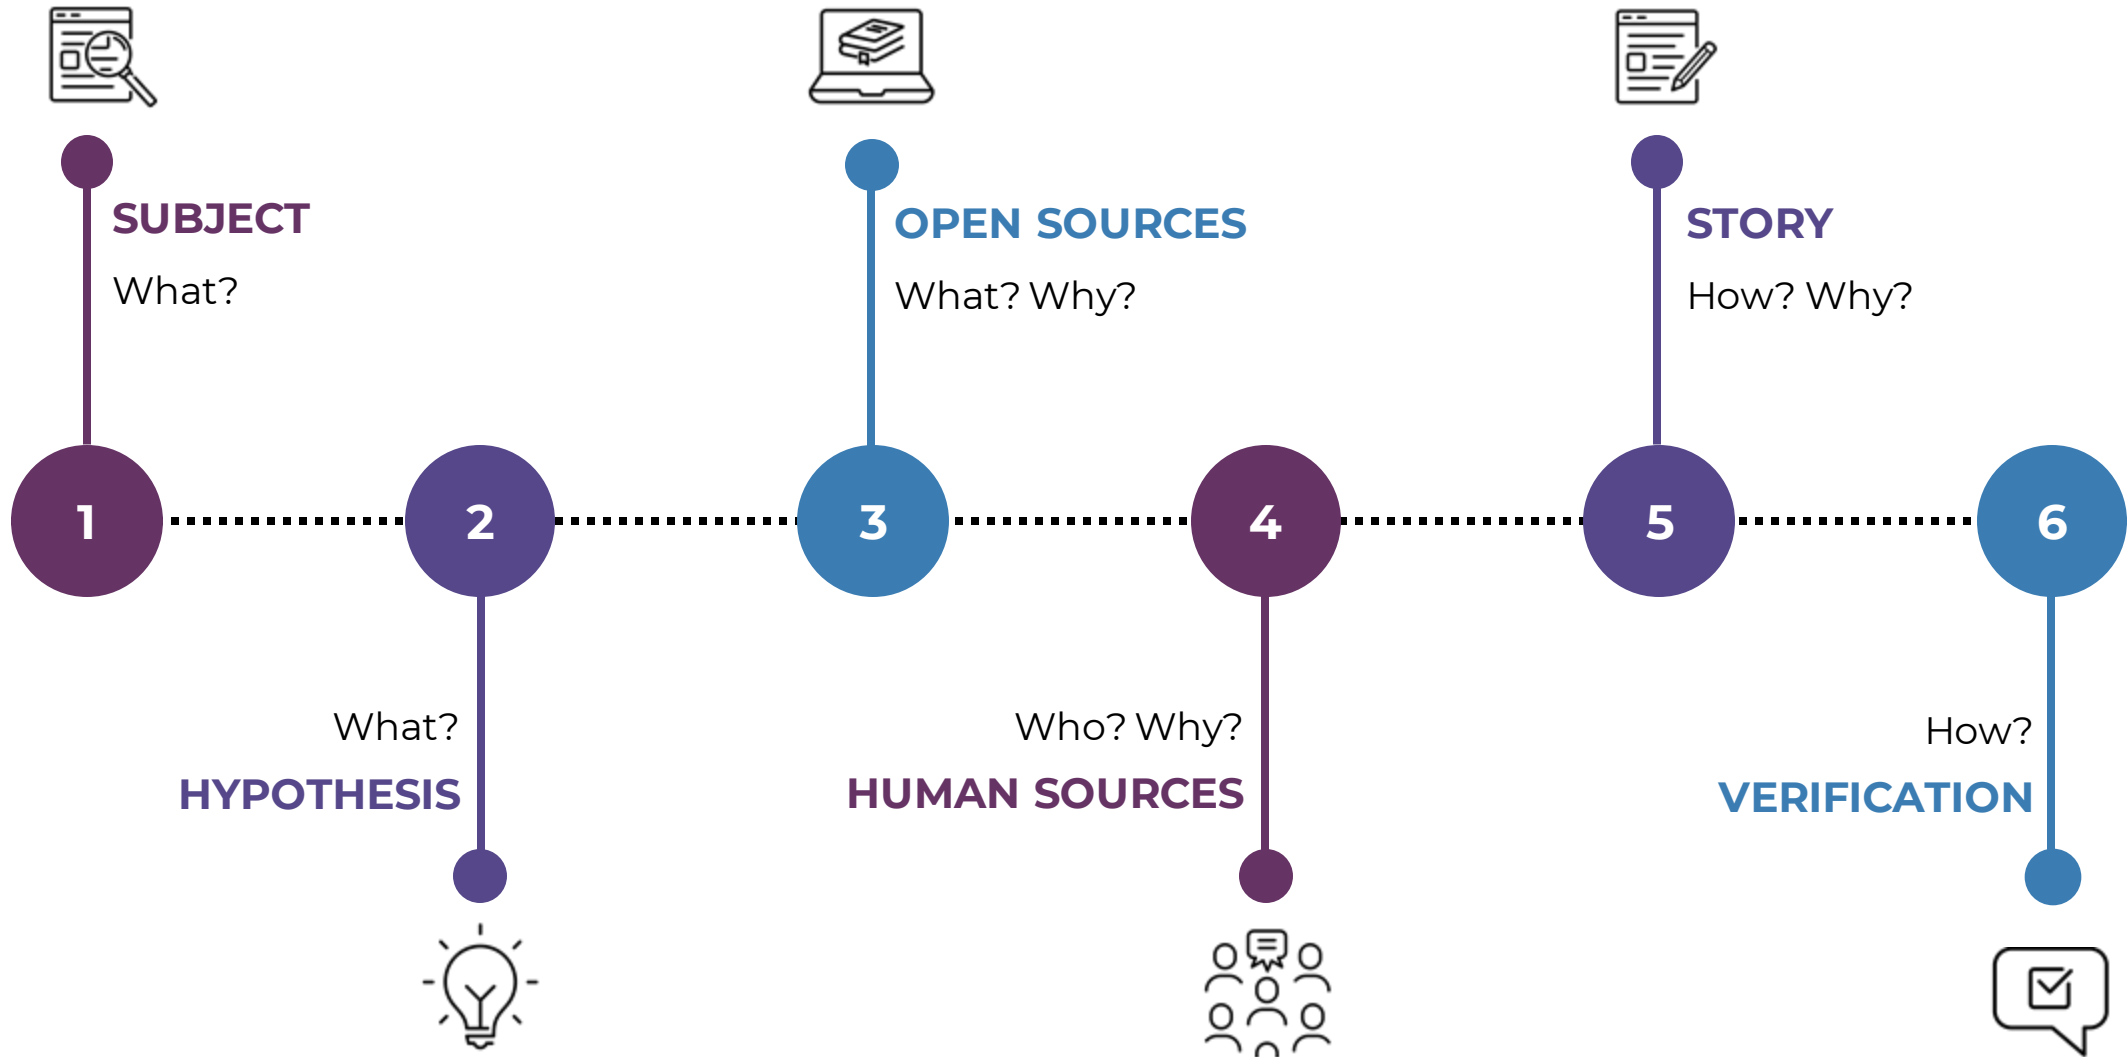 SUBJECT
What?
OPEN SOURCES
What? Why?
STORY
How? Why?
1
2
3
4
5
6
What?
HYPOTHESIS
Who? Why?
HUMAN SOURCES
How?
VERIFICATION